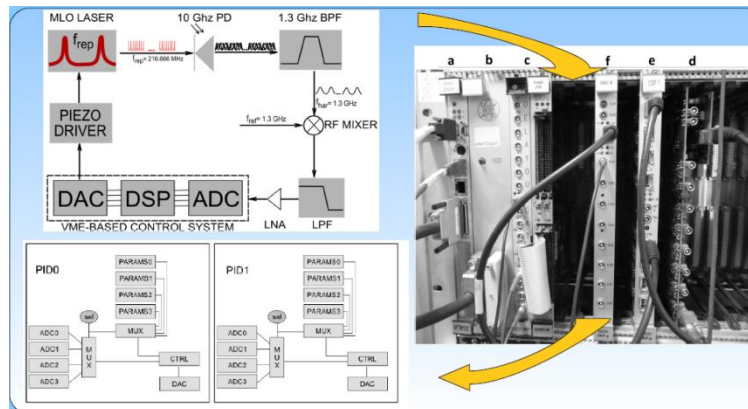 MLO LASER
10 Ghz PD
1.3 Ghz BPF
frep
frep= 216.666 MHz
fhar= 1.3 GHz
PIEZO
DRIVER
fref= 1.3 GHz
RF MIXER
DAC
DSP
ADC
LNA
LPF
VME-BASED CONTROL SYSTEM
PID0
PARAMS0
PARAMS1
PARAMS2
PARAMS3
sel
MUX
ADC0
ADC1
ADC2
ADC3
MUX
CTRL
DAC
PID1
PARAMS0
PARAMS1
PARAMS2
PARAMS3
sel
MUX
ADC0
ADC1
ADC2
ADC3
MUX
CTRL
DAC
a b c f e d